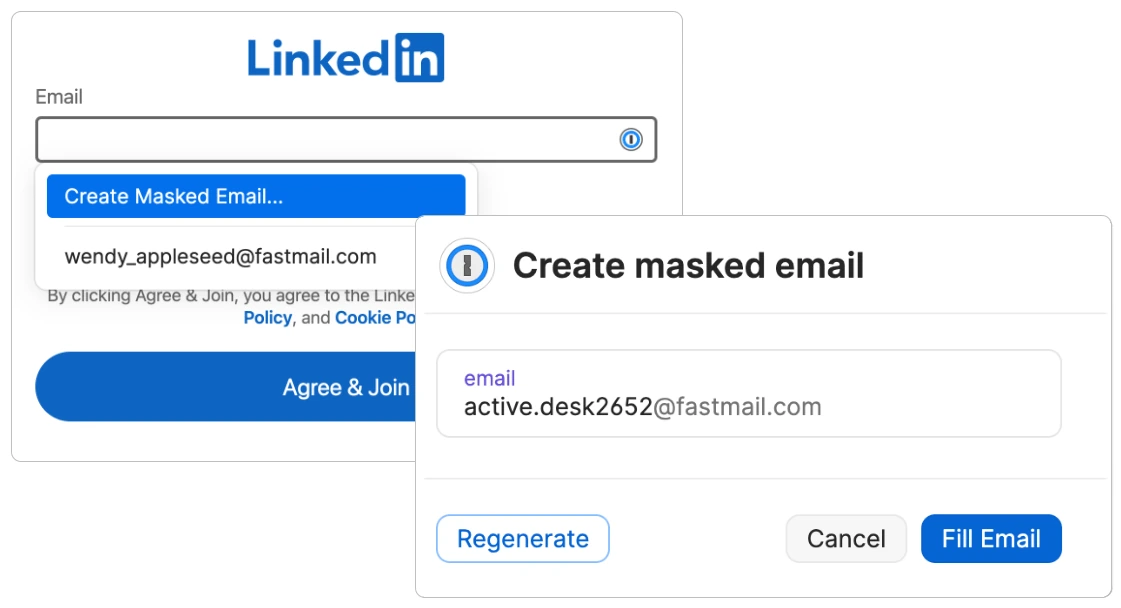 LinkedIn
Email
Create Masked Email...
wendy_appleseed@fastmail.com
By clicking Agree & Join, you agree to the Linke
Policy, and Cookie Po
Agree & Join
Create masked email
email
active.desk2652@fastmail.com
Regenerate
Cancel
Fill Email